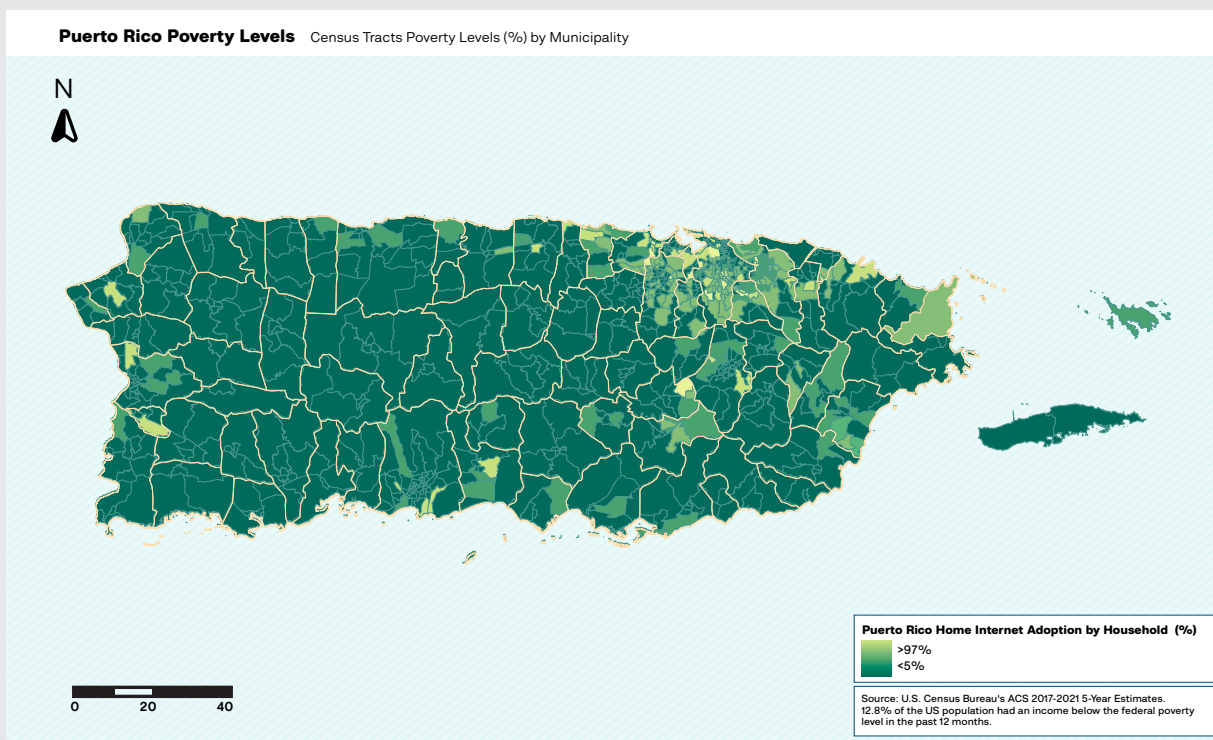 Puerto Rico Poverty Levels Census Tracts Poverty Levels (%) by Municipality
N
Puerto Rico Home Internet Adoption by Household (%)
>97%
<5%
Source: U.S. Census Bureau's ACS 2017-2021 5-Year Estimates.
12.8% of the US population had an income below the federal poverty
level in the past 12 months.
0 20 40